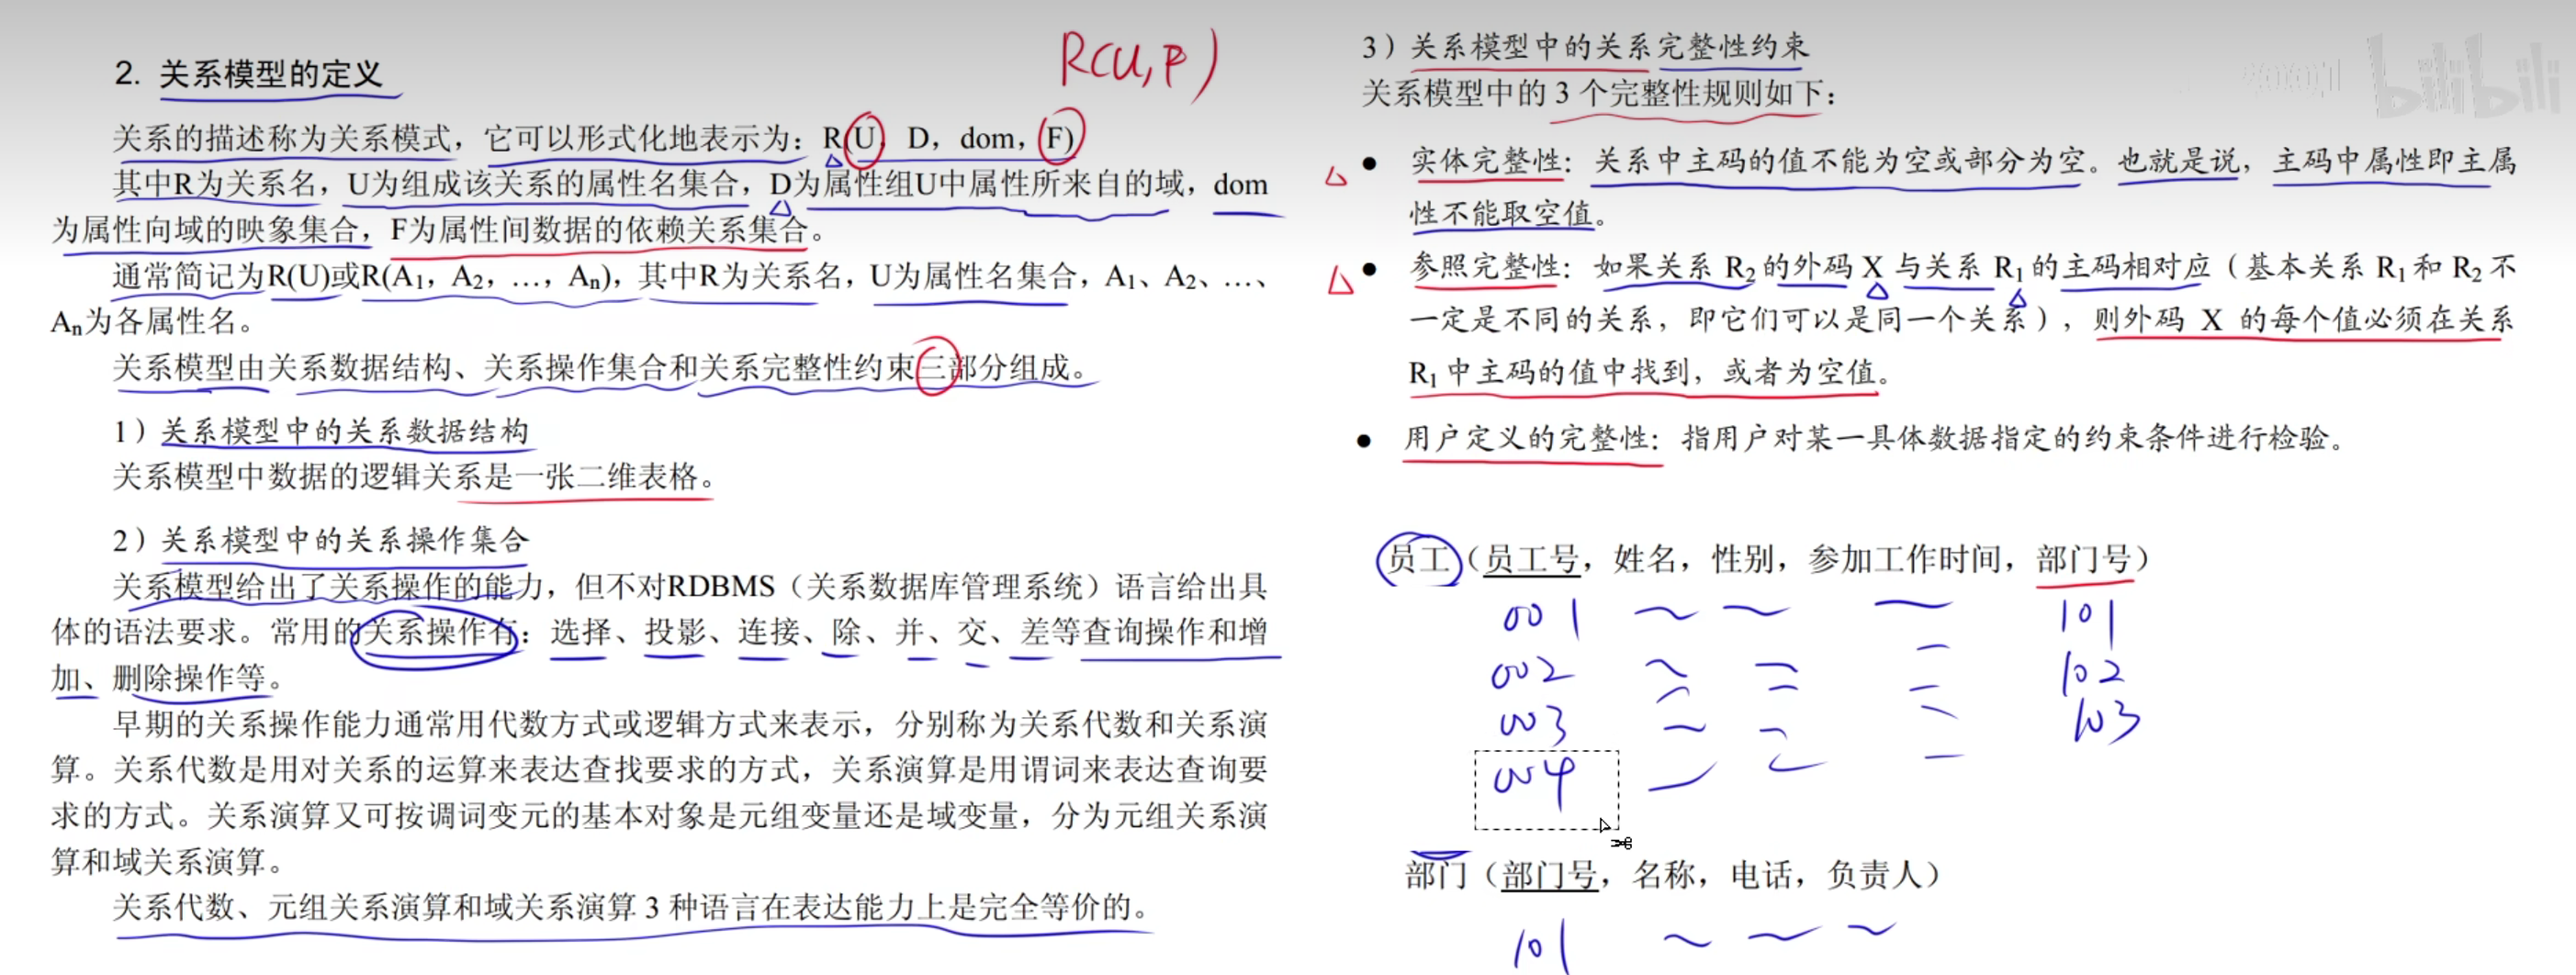 2. 关系模型的定义
R(U,F)
关系的描述称为关系模式，它可以形式化地表示为：R(U，D，dom，F)
其中R为关系名，U为组成该关系的属性名集合，D为属性组U中属性所来自的域，dom
为属性向域的映象集合，F为属性间数据的依赖关系集合。
通常简记为R(U)或R(A1，A2，…，An)，其中R为关系名，U为属性名集合，A1、A2、…、
An为各属性名。
关系模型由关系数据结构、关系操作集合和关系完整性约束三部分组成。
1）关系模型中的关系数据结构
关系模型中数据的逻辑关系是一张二维表格。
2）关系模型中的关系操作集合
关系模型给出了关系操作的能力，但不对RDBMS（关系数据库管理系统）语言给出具
体的语法要求。常用的关系操作有：选择、投影、连接、除、并、交、差等查询操作和增
加、删除操作等。
早期的关系操作能力通常用代数方式或逻辑方式来表示，分别称为关系代数和关系演
算。关系代数是用对关系的运算来表达查找要求的方式，关系演算是用谓词来表达查询要
求的方式。关系演算又可按调词变元的基本对象是元组变量还是域变量，分为元组关系演
算和域关系演算。
关系代数、元组关系演算和域关系演算 3 种语言在表达能力上是完全等价的。
3）关系模型中的关系完整性约束
关系模型中的 3 个完整性规则如下：
● 实体完整性：关系中主码的值不能为空或部分为空。也就是说，主码中属性即主属
性不能取空值。
● 参照完整性：如果关系 R2 的外码 X 与关系 R1 的主码相对应（基本关系 R1 和 R2 不
一定是不同的关系，即它们可以是同一个关系），则外码 X 的每个值必须在关系
R1 中主码的值中找到，或者为空值。
● 用户定义的完整性：指用户对某一具体数据指定的约束条件进行检验。
员工（员工号，姓名，性别，参加工作时间，部门号）
001 101
002 102
003 103
004
部门（部门号，名称，电话，负责人）
101
bilibili